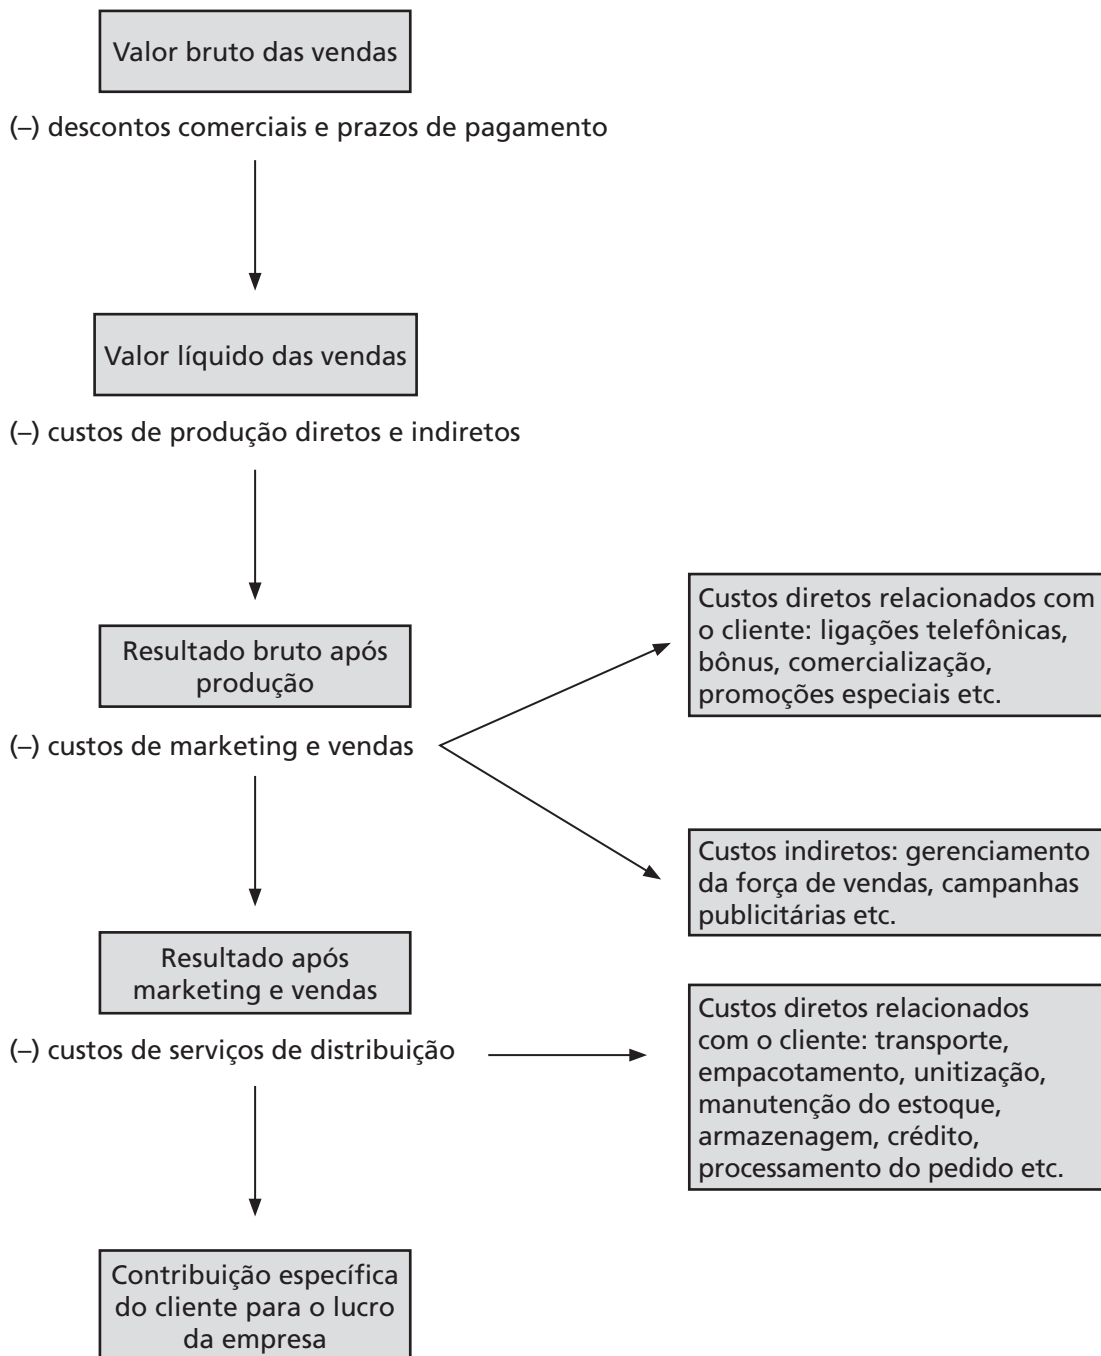 Valor bruto das vendas
(–) descontos comerciais e prazos de pagamento
Valor líquido das vendas
(–) custos de produção diretos e indiretos
Resultado bruto após
produção
(–) custos de marketing e vendas
Custos diretos relacionados com
o cliente: ligações telefônicas,
bônus, comercialização,
promoções especiais etc.
Custos indiretos: gerenciamento
da força de vendas, campanhas
publicitárias etc.
Resultado após
marketing e vendas
(–) custos de serviços de distribuição
Custos diretos relacionados
com o cliente: transporte,
empacotamento, unitização,
manutenção do estoque,
armazenagem, crédito,
processamento do pedido etc.
Contribuição específica
do cliente para o lucro
da empresa